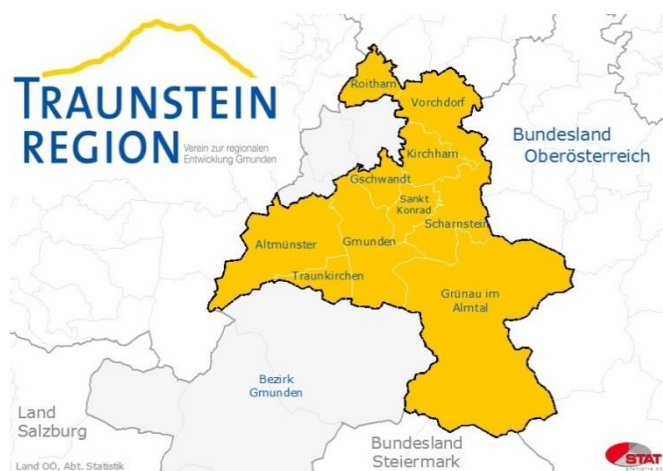 TRAUNSTEIN
REGION
Verein zur regionalen
Entwicklung Gmunden
Roitham
Vorchdorf
Bundesland
Oberösterreich
Kirchham
Gschwandt
Sankt
Konrad
Scharnstein
Altmünster
Gmunden
Traunkirchen
Grünau im
Almtal
Bezirk
Gmunden
Land
Salzburg
Bundesland
Steiermark
Land OÖ, Abt. Statistik
STAT